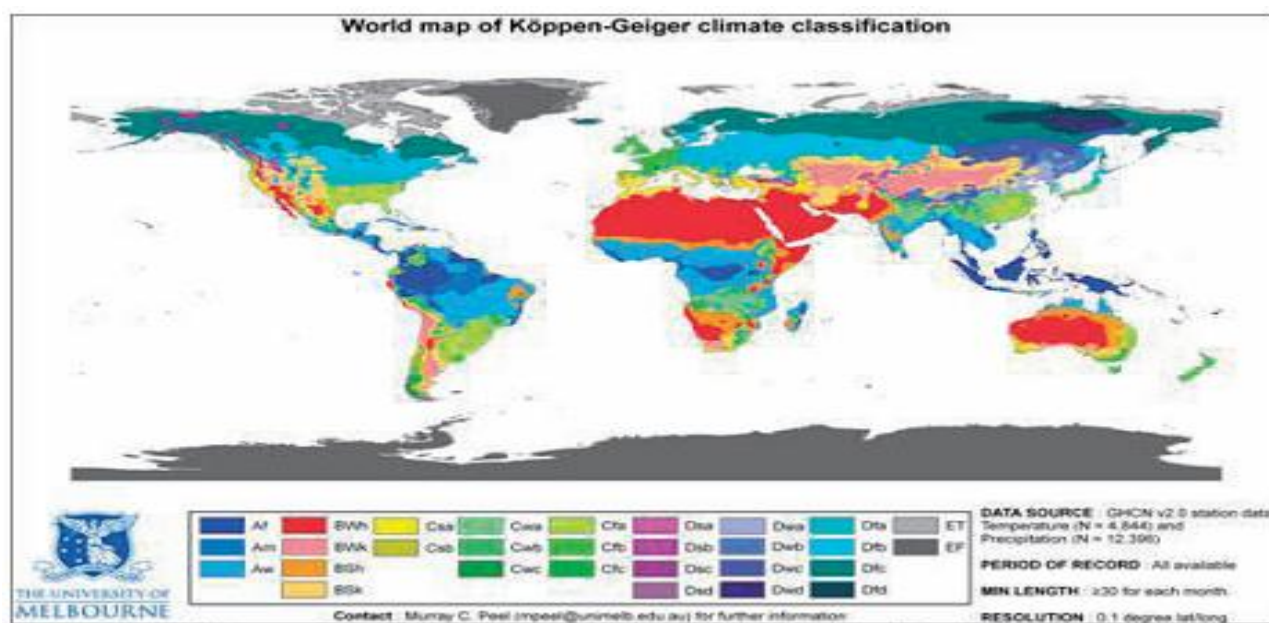 World map of Köppen-Geiger climate classification
THE UNIVERSITY OF
MELBOURNE
Af
Am
Aw
BWh
BWk
BSh
BSk
Csa
Csb
Cwa
Cwb
Cwc
Cfa
Cfb
Cfc
Dsa
Dsb
Dsc
Dsd
Dwa
Dwb
Dwc
Dwd
Dfa
Dfb
Dfc
Dfd
ET
EF
Contact : Murray C. Peel (mpeel@unimelb.edu.au) for further information
DATA SOURCE : GHCN v2.0 station data
Temperature (N = 4,844) and
Precipitation (N = 12,396)
PERIOD OF RECORD : All available
MIN LENGTH : ≥30 for each month.
RESOLUTION : 0.1 degree lat/long